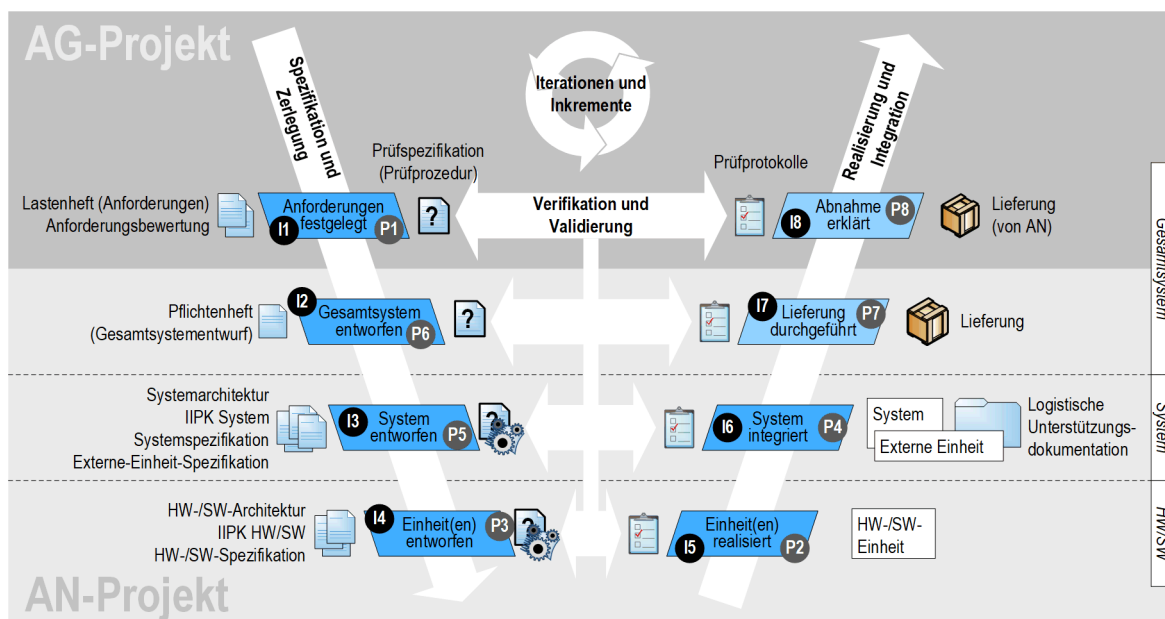 AG-Projekt
Spezifikation und
Zerlegung
Iterationen und
Inkremente
Realisierung und
Integration
Prüfspezifikation
(Prüfprozedur)
Prüfprotokolle
Lastenheft (Anforderungen)
Anforderungsbewertung
Anforderungen
festgelegt
I1
P1
?
Verifikation und
Validierung
Abnahme
erklärt
I8
P8
Lieferung
(von AN)
Gesamtsystem
Pflichtenheft
(Gesamtsystementwurf)
I2
Gesamtsystem
entworfen
P6
?
I7
Lieferung
durchgeführt
P7
Lieferung
Systemarchitektur
IIPK System
Systemspezifikation
Externe-Einheit-Spezifikation
I3
System
entworfen
P5
?
I6
System
integriert
P4
System
Externe Einheit
Logistische
Unterstützungs-
dokumentation
System
HW-/SW-Architektur
IIPK HW/SW
HW-/SW-Spezifikation
I4
Einheit(en)
entworfen
P3
?
I5
Einheit(en)
realisiert
P2
HW-/SW-
Einheit
HW/SW
AN-Projekt